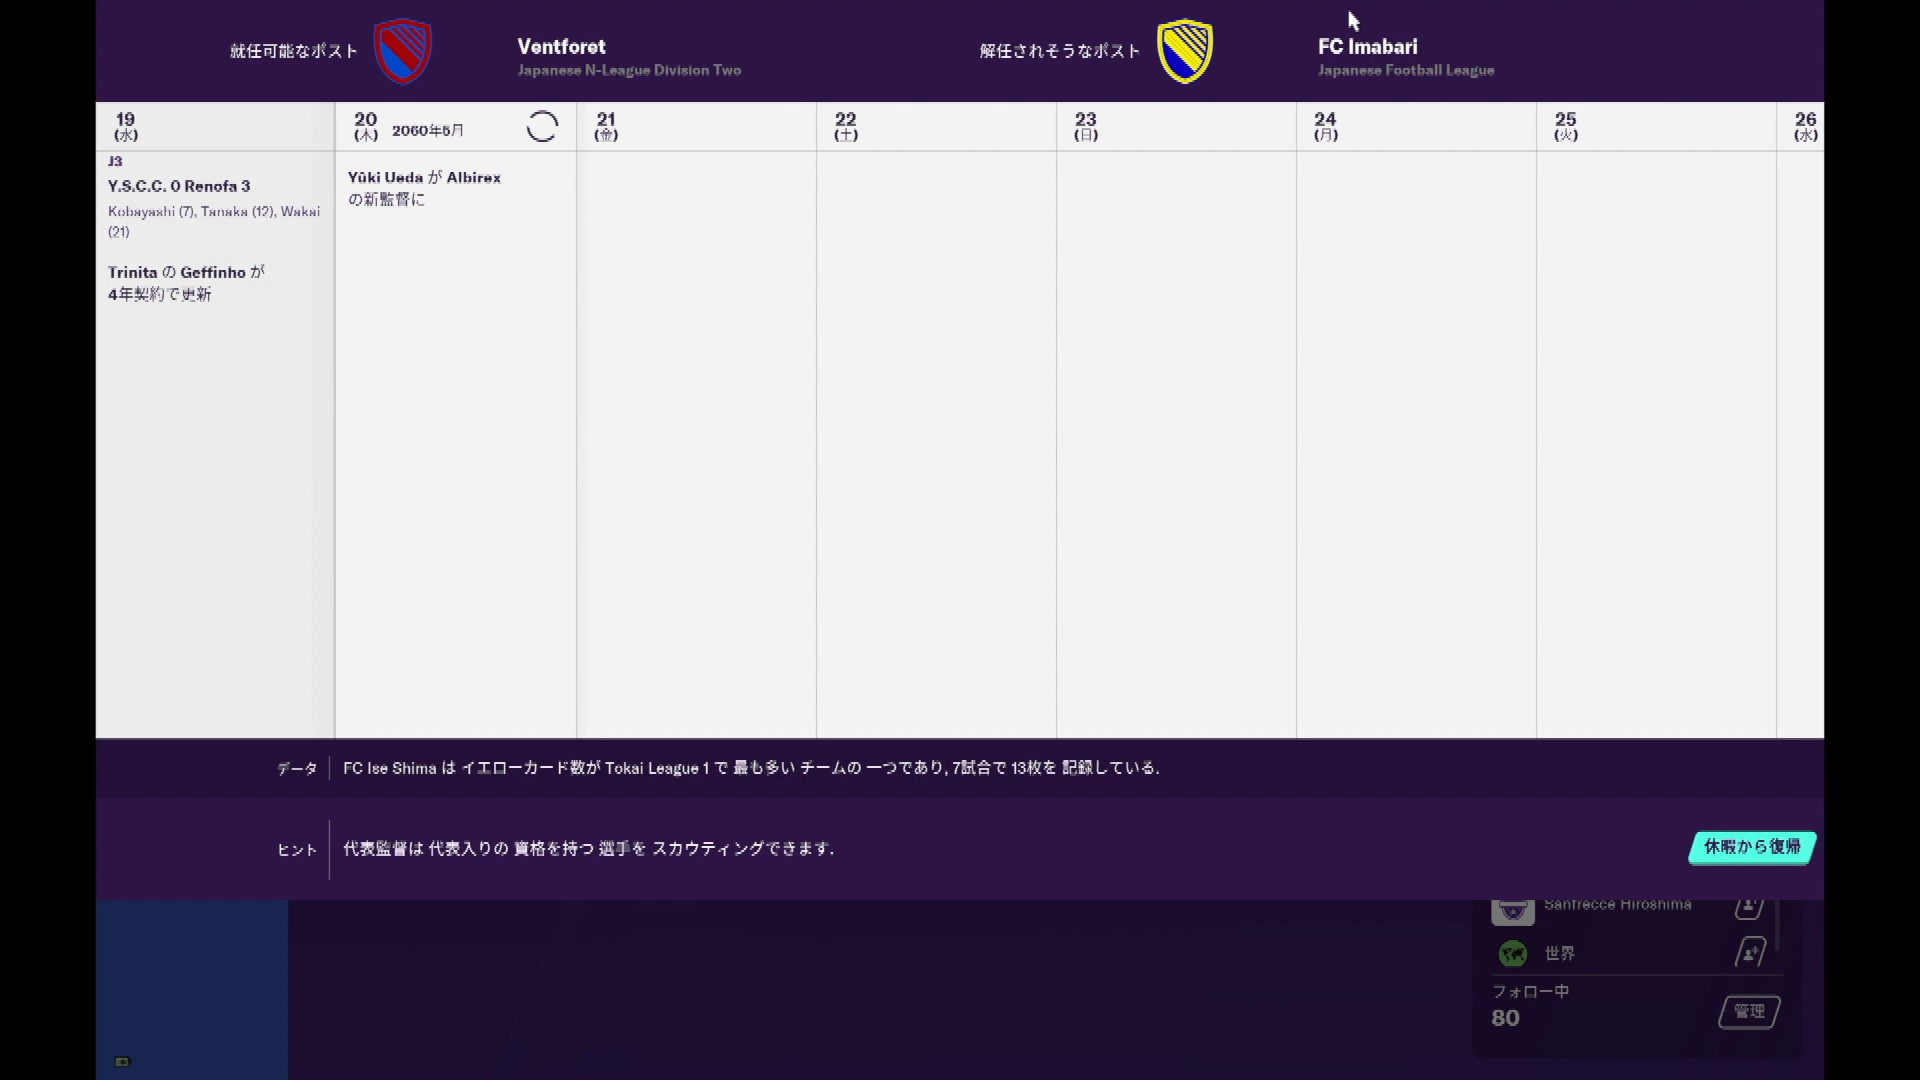 就任可能なポスト
Ventforet
Japanese N-League Division Two
解任されそうなポスト
FC Imabari
Japanese Football League
19
(水)
20
(木)
2060年5月
21
(金)
22
(土)
23
(日)
24
(月)
25
(火)
26
(水)
J3
Y.S.C.C. 0 Renofa 3
Kobayashi (7), Tanaka (12), Wakai
(21)
Trinita の Geffinho が
4年契約で更新
Yūki Ueda が Albirex
の新監督に
データ
FC Ise Shima は イエローカード数が Tokai League 1 で 最も多い チームの 一つであり, 7試合で 13枚を 記録している.
ヒント
代表監督は 代表入りの 資格を持つ 選手を スカウティングできます.
休暇から復帰
Sanfrecce Hiroshima
世界
フォロー中
80
管理